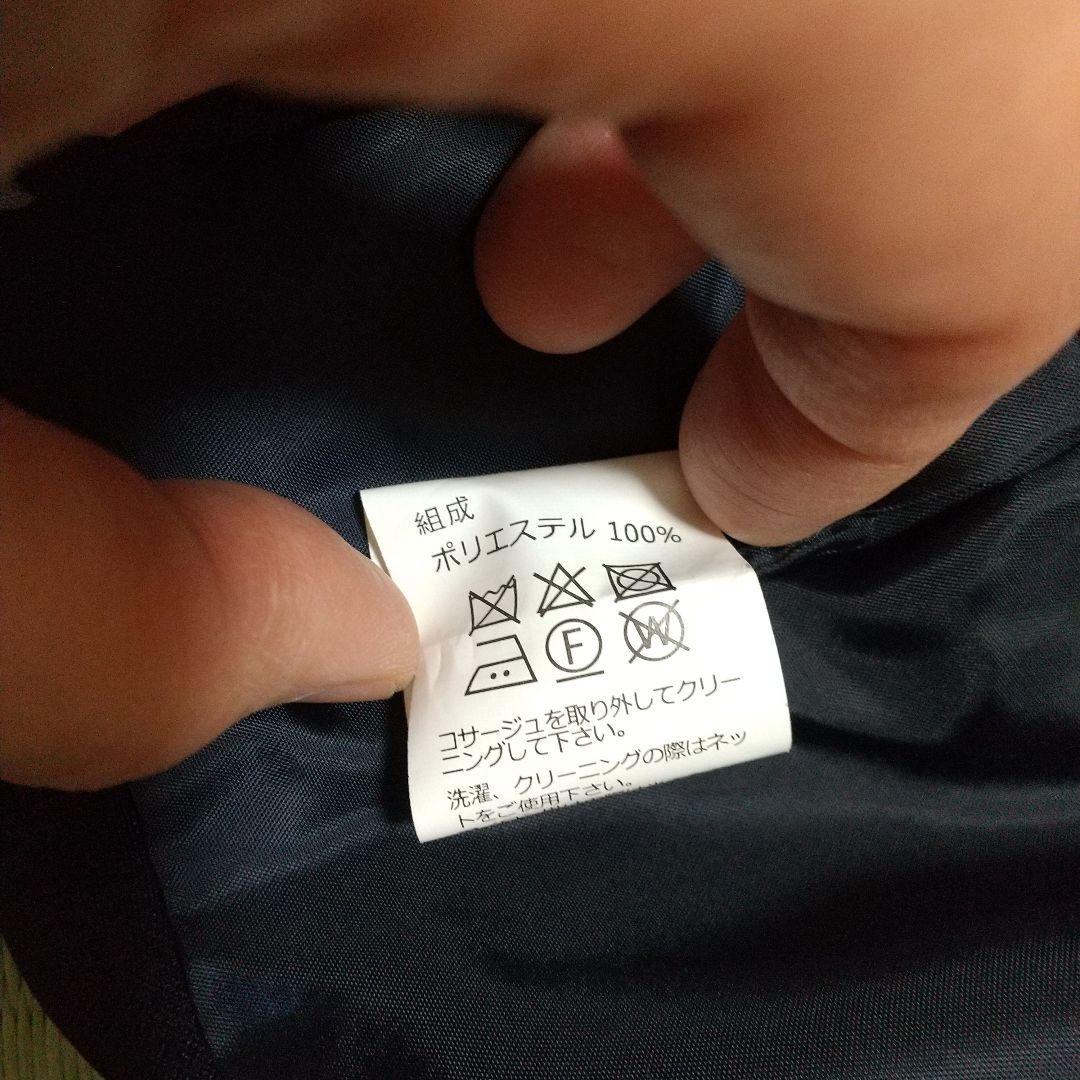 組成
ポリエステル 100%
F W
コサージュを取り外してクリー
ニングして下さい。
洗濯、クリーニングの際はネッ
トをご使用下さい。